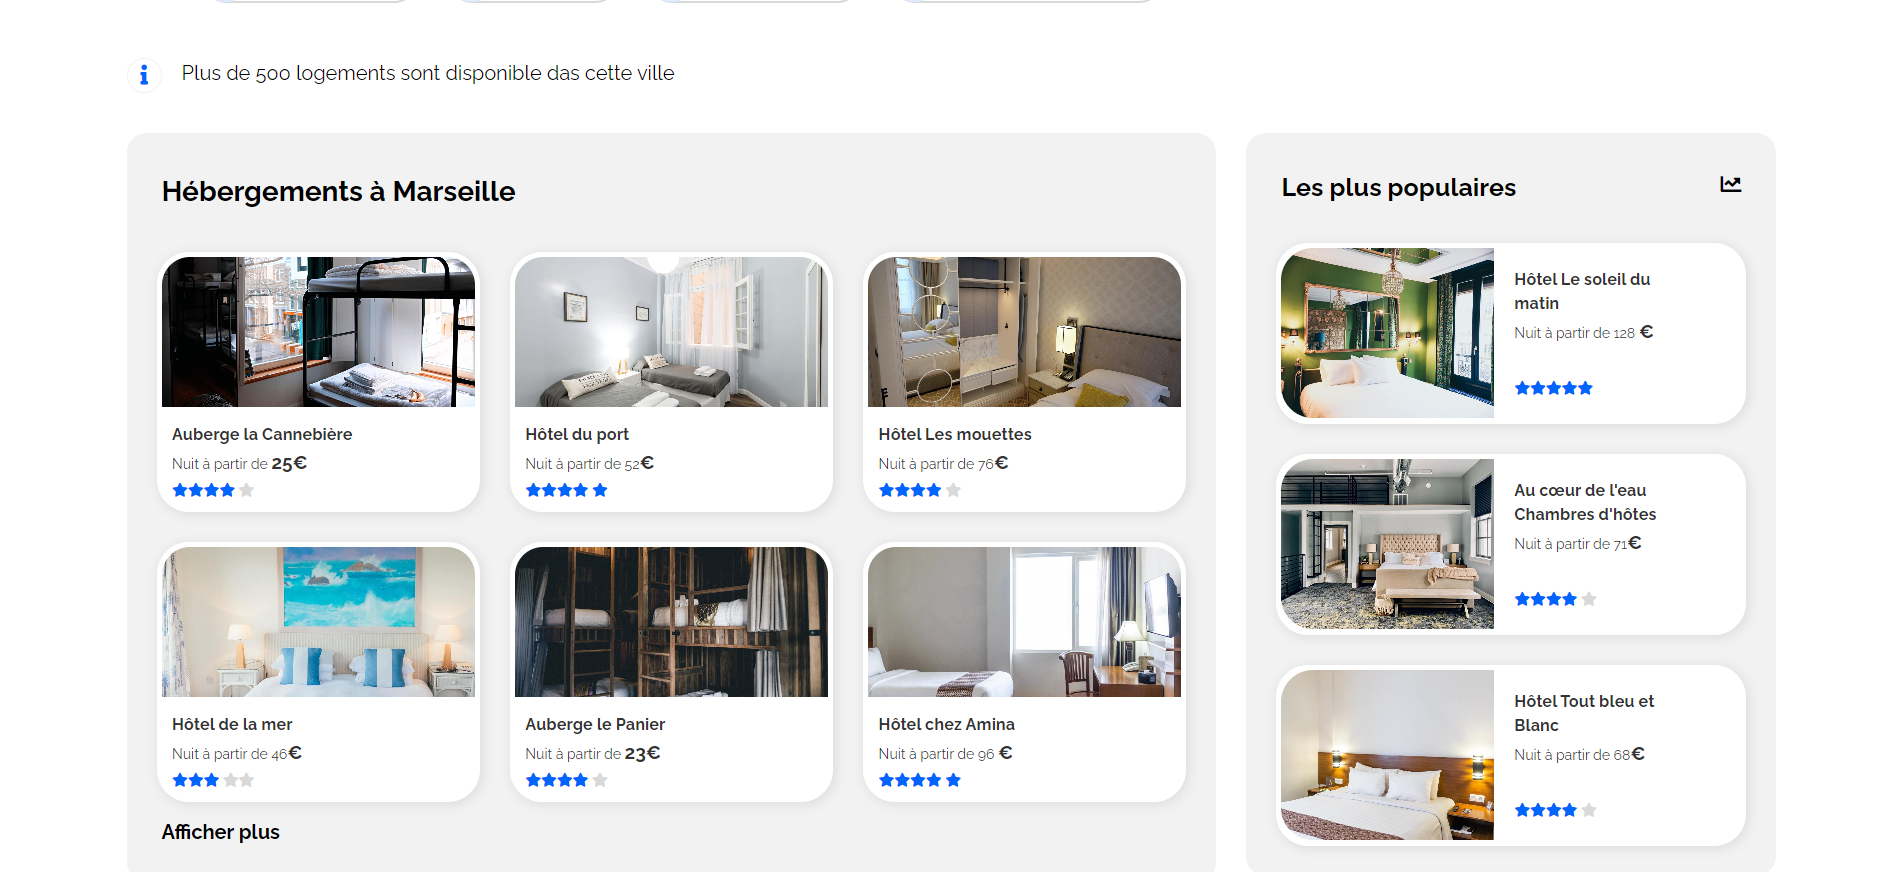 Plus de 500 logements sont disponible das cette ville
Hébergements à Marseille
Auberge la Cannebière
Nuit à partir de 25€
Hôtel du port
Nuit à partir de 52€
Hôtel Les mouettes
Nuit à partir de 76€
Hôtel de la mer
Nuit à partir de 46€
Auberge le Panier
Nuit à partir de 23€
Hôtel chez Amina
Nuit à partir de 96 €
Afficher plus
Les plus populaires
Hôtel Le soleil du
matin
Nuit à partir de 128 €
Au cœur de l'eau
Chambres d'hôtes
Nuit à partir de 71€
Hôtel Tout bleu et
Blanc
Nuit à partir de 68€